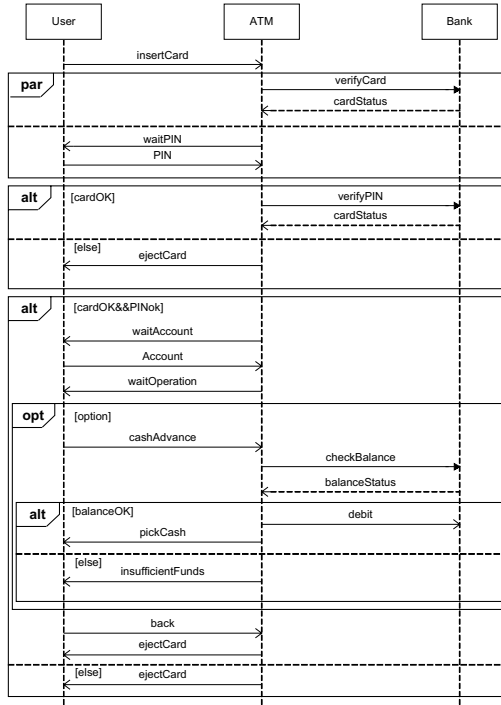 User ATM Bank
insertCard
par verifyCard
cardStatus
waitPIN
PIN
alt [cardOK] verifyPIN
cardStatus
[else]
ejectCard
alt [cardOK&&PINok]
waitAccount
Account
waitOperation
opt [option]
cashAdvance
checkBalance
balanceStatus
alt [balanceOK] debit
pickCash
[else]
insufficientFunds
back
ejectCard
[else] ejectCard